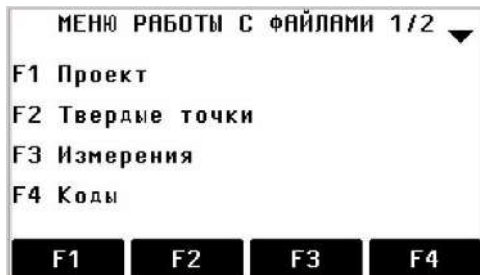 МЕНЮ РАБОТЫ С ФАЙЛАМИ 1/2
F1 Проект
F2 Твердые точки
F3 Измерения
F4 Коды
F1 F2 F3 F4